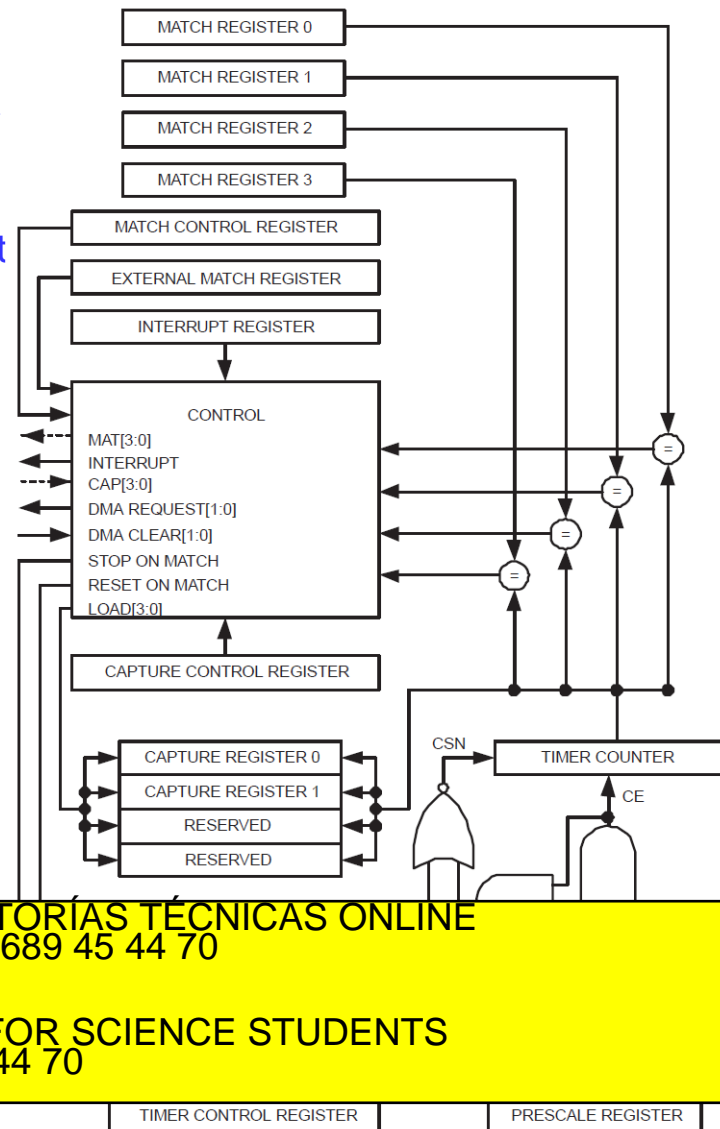 MATCH REGISTER 0
MATCH REGISTER 1
MATCH REGISTER 2
MATCH REGISTER 3
MATCH CONTROL REGISTER
EXTERNAL MATCH REGISTER
INTERRUPT REGISTER
CONTROL
MAT[3:0]
INTERRUPT
CAP[3:0]
DMA REQUEST[1:0]
DMA CLEAR[1:0]
STOP ON MATCH
RESET ON MATCH
LOAD[3:0]
=
=
=
=
CAPTURE CONTROL REGISTER
CAPTURE REGISTER 0
CAPTURE REGISTER 1
RESERVED
RESERVED
CSN
TIMER COUNTER
CE
TORÍAS TÉCNICAS ONLINE
689 45 44 70
FOR SCIENCE STUDENTS
44 70
TIMER CONTROL REGISTER
PRESCALE REGISTER